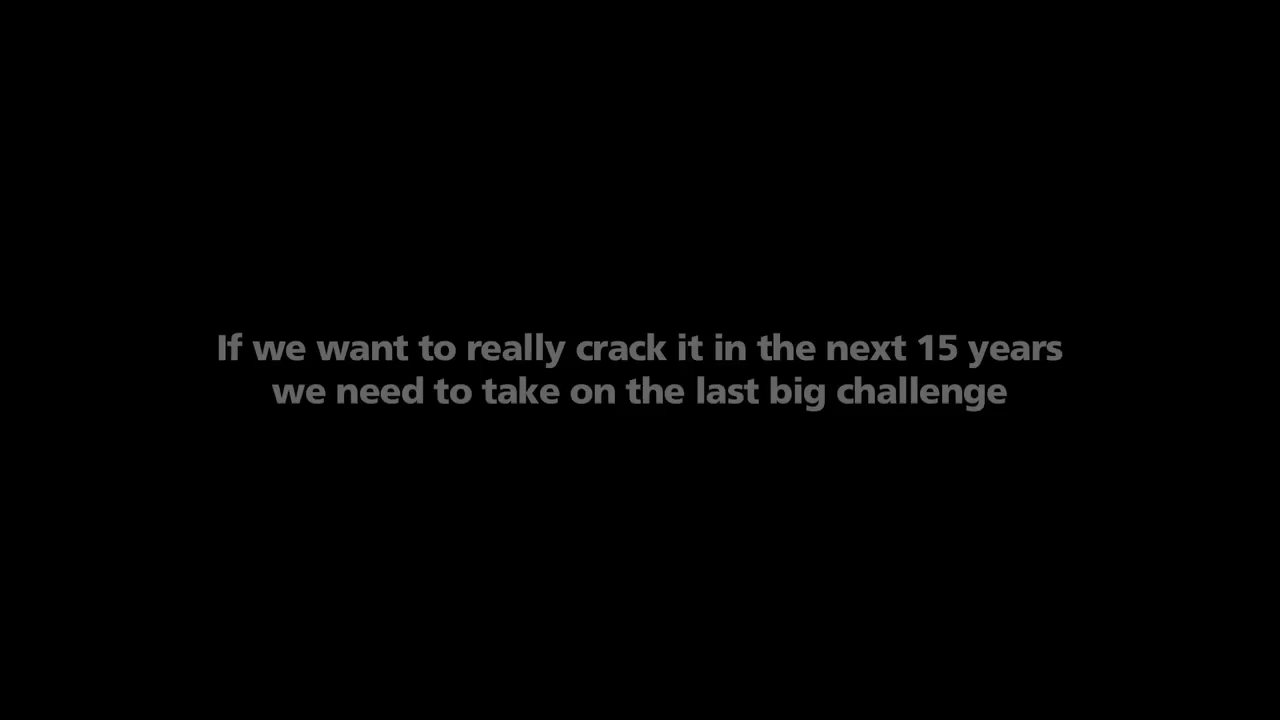 If we want to really crack it in the next 15 years
we need to take on the last big challenge